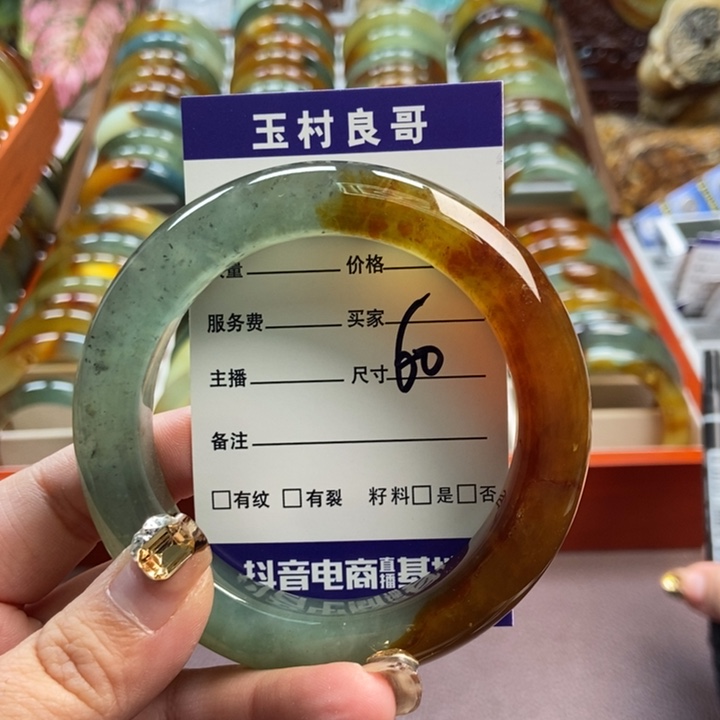 玉村良哥
量 价格
服务费 买家
主播 尺寸 60
备注
□有纹 □有裂 籽料□是□否
抖音电商直播基地